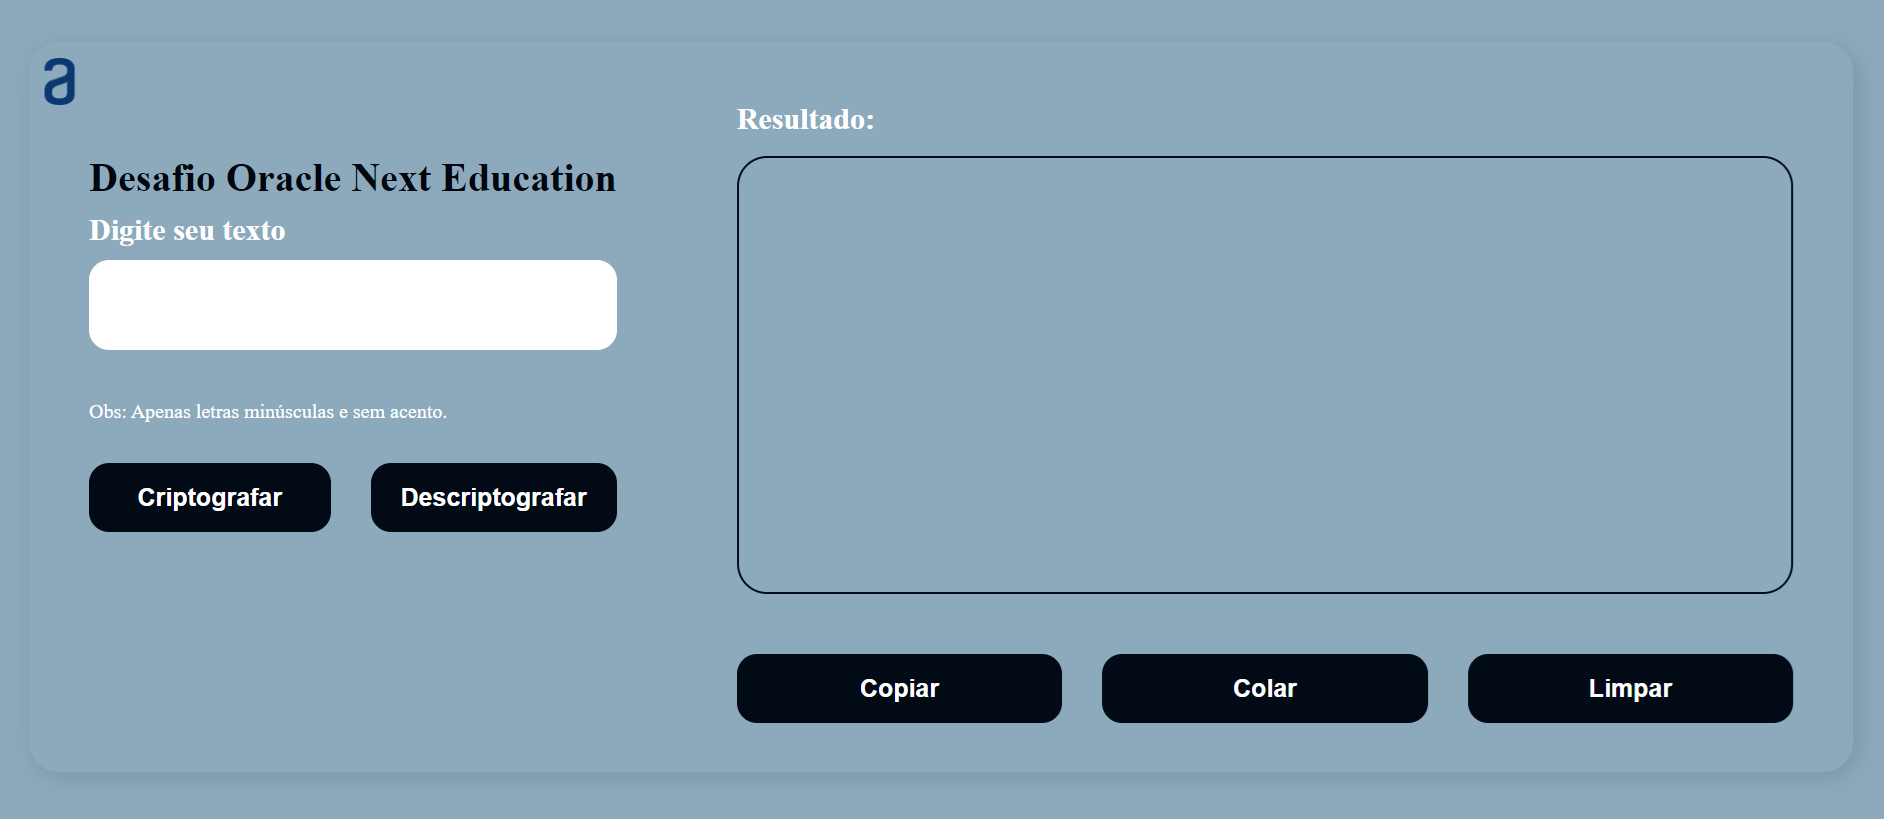 a
Desafio Oracle Next Education
Digite seu texto
Obs: Apenas letras minúsculas e sem acento.
Criptografar
Descriptografar
Resultado:
Copiar
Colar
Limpar